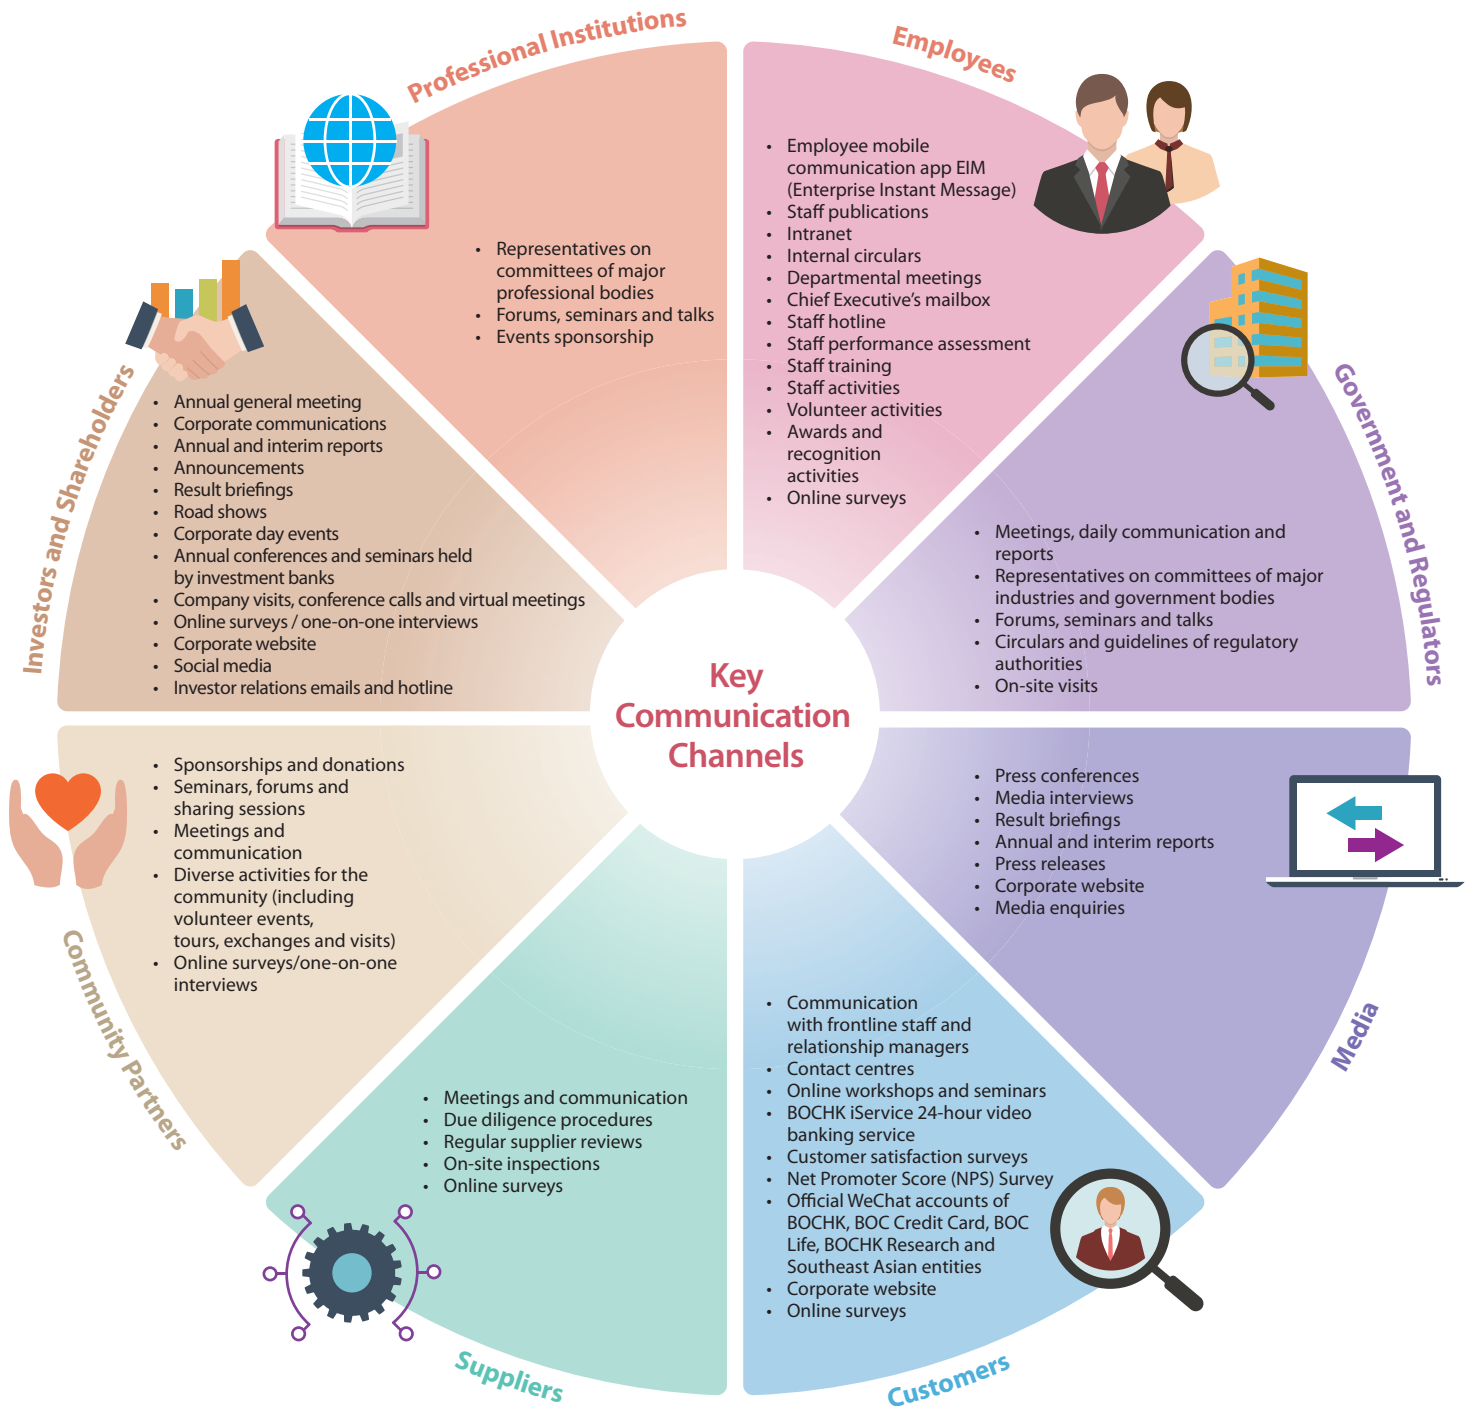 Professional Institutions
• Representatives on
committees of major
professional bodies
• Forums, seminars and talks
• Events sponsorship
Employees
• Employee mobile
communication app EIM
(Enterprise Instant Message)
• Staff publications
• Intranet
• Internal circulars
• Departmental meetings
• Chief Executive’s mailbox
• Staff hotline
• Staff performance assessment
• Staff training
• Staff activities
• Volunteer activities
• Awards and
recognition
activities
• Online surveys
Government and Regulators
• Meetings, daily communication and
reports
• Representatives on committees of major
industries and government bodies
• Forums, seminars and talks
• Circulars and guidelines of regulatory
authorities
• On-site visits
Investors and Shareholders
• Annual general meeting
• Corporate communications
• Annual and interim reports
• Announcements
• Result briefings
• Road shows
• Corporate day events
• Annual conferences and seminars held
by investment banks
• Company visits, conference calls and virtual meetings
• Online surveys / one-on-one interviews
• Corporate website
• Social media
• Investor relations emails and hotline
Key
Communication
Channels
• Sponsorships and donations
• Seminars, forums and
sharing sessions
• Meetings and
communication
• Diverse activities for the
community (including
volunteer events,
tours, exchanges and visits)
• Online surveys/one-on-one
interviews
Community Partners
• Press conferences
• Media interviews
• Result briefings
• Annual and interim reports
• Press releases
• Corporate website
• Media enquiries
Media
• Meetings and communication
• Due diligence procedures
• Regular supplier reviews
• On-site inspections
• Online surveys
Suppliers
• Communication
with frontline staff and
relationship managers
• Contact centres
• Online workshops and seminars
• BOCHK iService 24-hour video
banking service
• Customer satisfaction surveys
• Net Promoter Score (NPS) Survey
• Official WeChat accounts of
BOCHK, BOC Credit Card, BOC
Life, BOCHK Research and
Southeast Asian entities
• Corporate website
• Online surveys
Customers